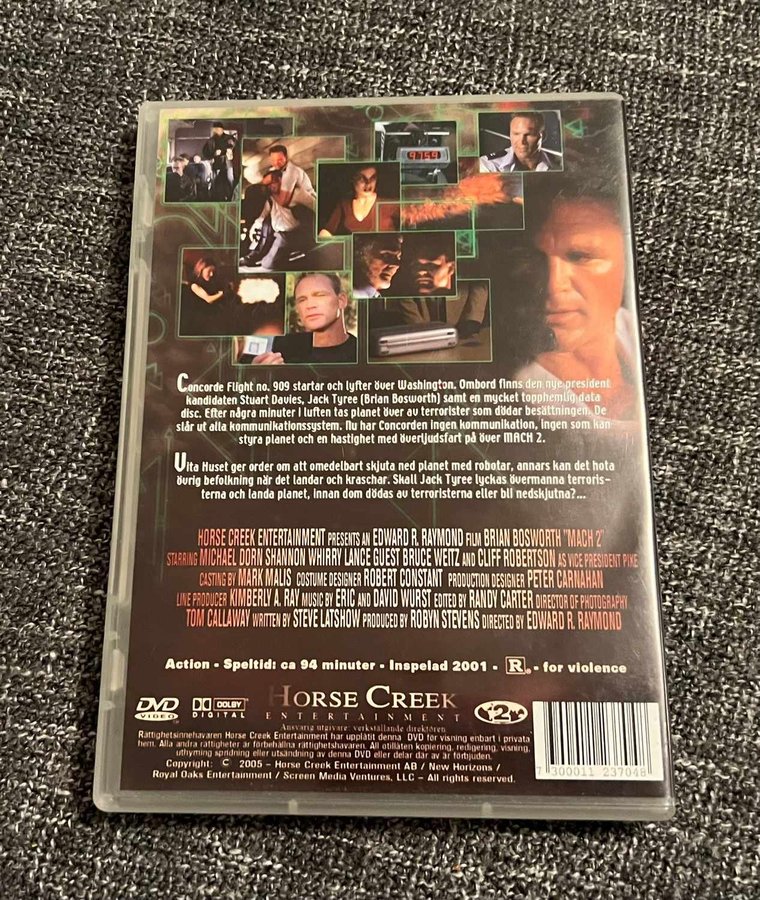 9759
Concorde Flight no. 909 startar och lyfter över Washington. Ombord finns den nye president
kandidaten Stuart Davies, Jack Tyree (Brian Bosworth) samt en mycket topphemlig data
disc. Efter några minuter i luften tas planet över av terrorister som dödar besättningen. De
slår ut alla kommunikationssystem. Nu har Concorden ingen kommunikation, ingen som kan
styra planet och en hastighet med överljudsfart på över MACH 2.
Vita Huset ger order om att omedelbart skjuta ned planet med robotar, annars kan det hota
övrig befolkning när det landar och kraschar. Skall Jack Tyree lyckas övermanna terroris-
terna och landa planet, innan dom dödas av terroristerna eller bli nedskjutna?...
HORSE CREEK ENTERTAINMENT PRESENTS AN EDWARD R. RAYMOND FILM BRIAN BOSWORTH "MACH 2"
STARRING MICHAEL DORN SHANNON WHIRRY LANCE GUEST BRUCE WEITZ AND CLIFF ROBERTSON AS VICE PRESIDENT PIKE
CASTING BY MARK MALIS COSTUME DESIGNER ROBERT CONSTANT PRODUCTION DESIGNER PETER CARNAHAN
LINE PRODUCER KIMBERLY A. RAY MUSIC BY ERIC AND DAVID WURST EDITED BY RANDY CARTER DIRECTOR OF PHOTOGRAPHY
TOM CALLAWAY WRITTEN BY STEVE LATSHOW PRODUCED BY ROBYN STEVENS DIRECTED BY EDWARD R. RAYMOND
Action - Speltid: ca 94 minuter - Inspelad 2001 - R - for violence
DVD VIDEO
DOLBY DIGITAL
HORSE CREEK
ENTERTAINMENT
2
Ansvarig utgivare: verkställande direktören
Rättighetsinnehavaren Horse Creek Entertainment har upplåtit denna DVD för visning enbart i privata
hem. Alla andra rättigheter är förbehållna rättighetshavaren. All otillåten kopiering, redigering, visning,
uthyrning spridning eller utsändning av denna DVD eller delar där av är förbjuden.
Copyright: © 2005 - Horse Creek Entertainment AB / New Horizons /
Royal Oaks Entertainment / Screen Media Ventures, LLC – All rights reserved.
7 300011 237048